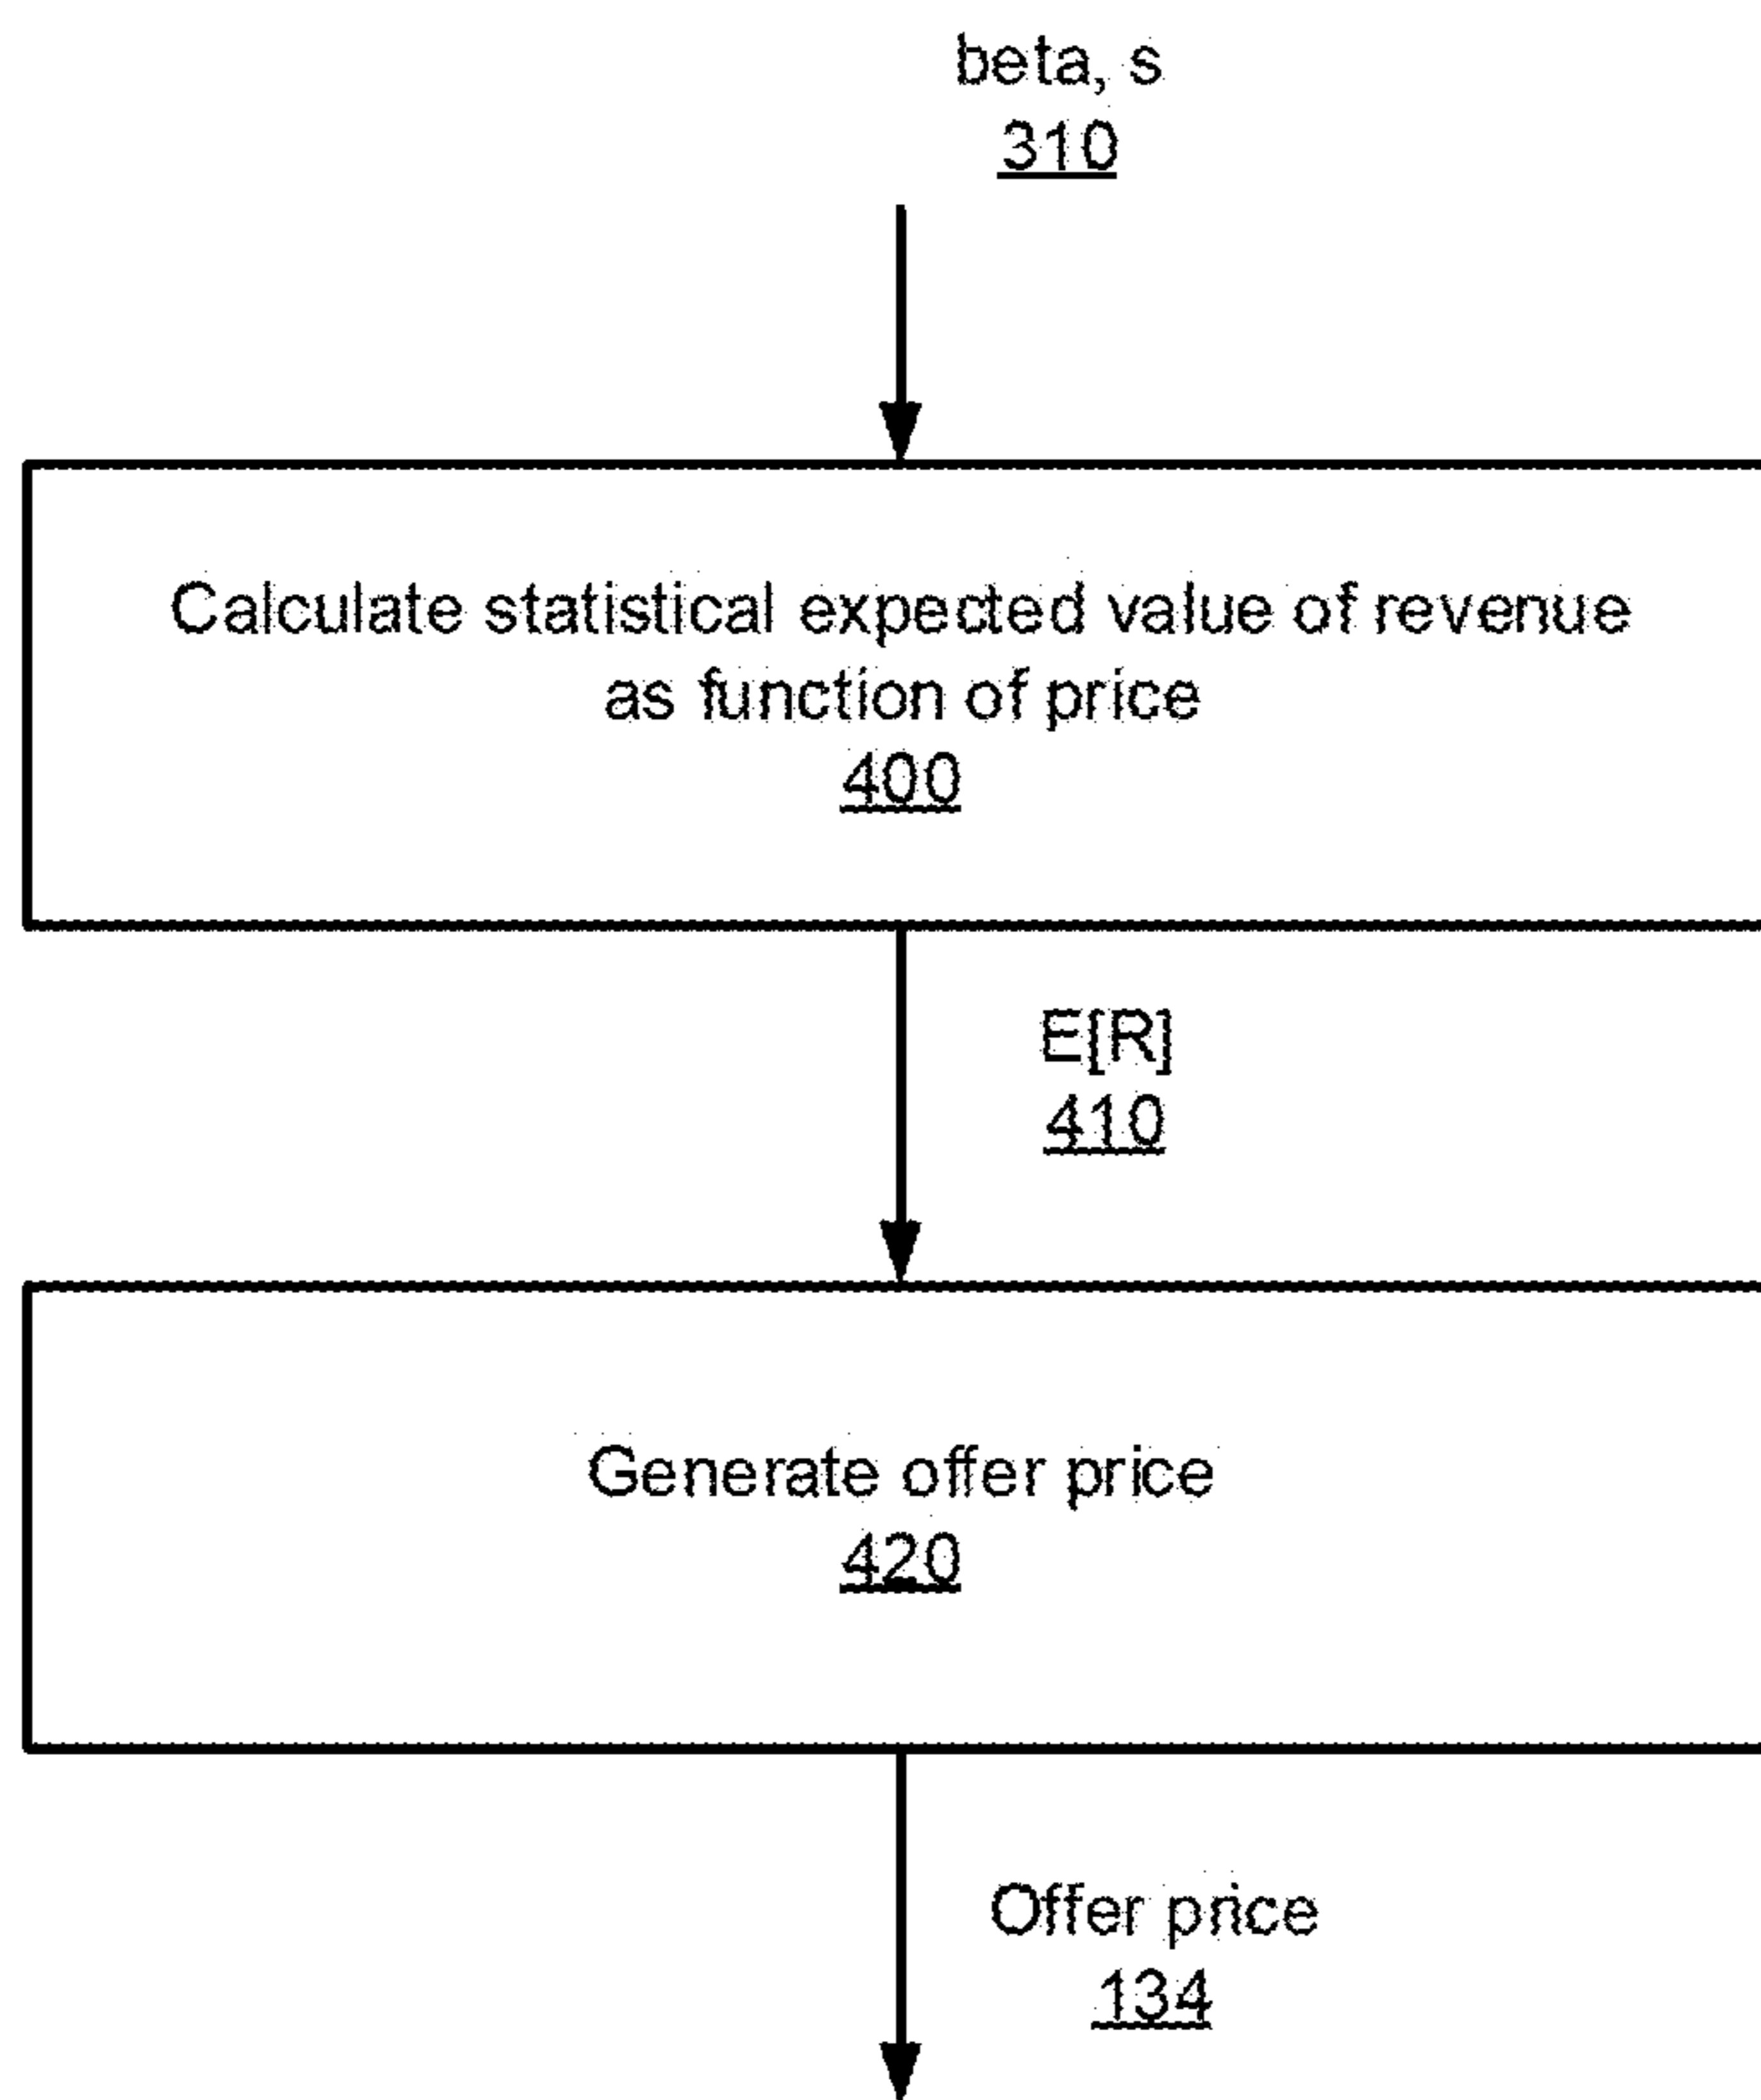 beta, s
310
Calculate statistical expected value of revenue
as function of price
400
E[R]
410
Generate offer price
420
Offer price
134